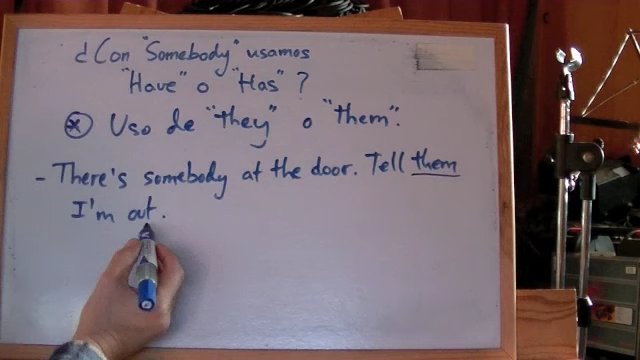 ¿Con "Somebody" usamos
"Have" o "Has"?
* Uso de "they" o "them".
- There's somebody at the door. Tell them
I'm out.